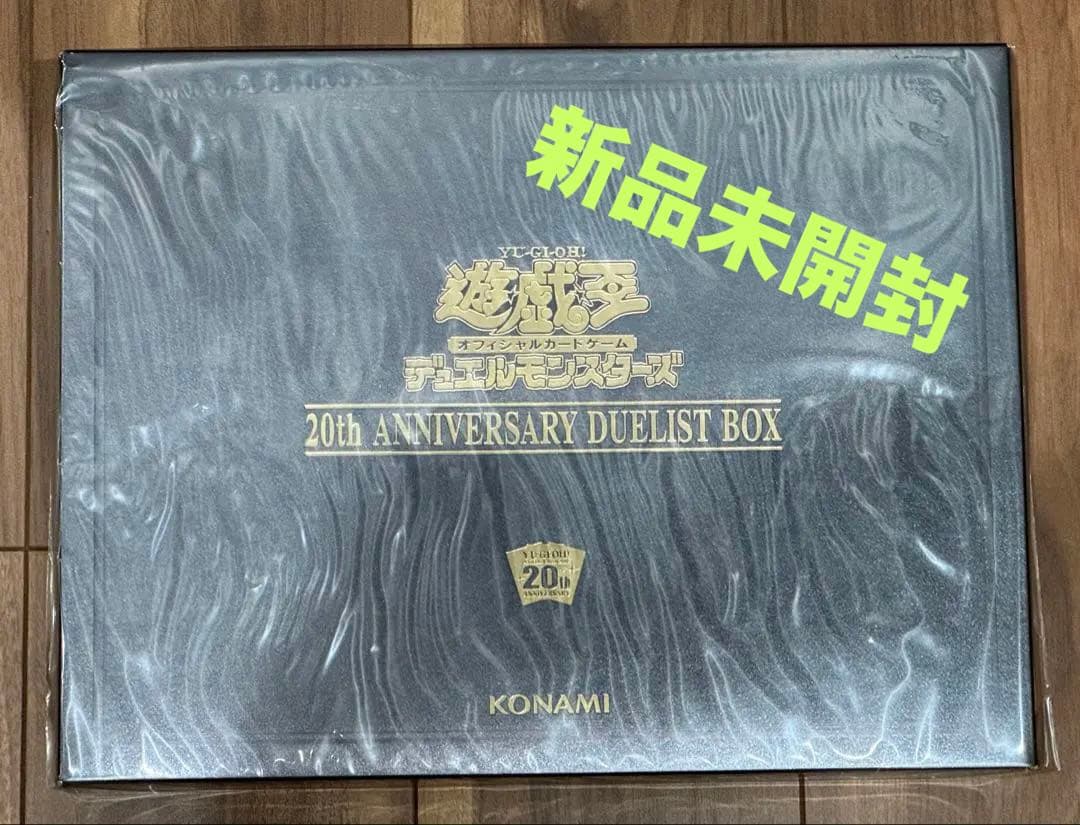 新品未開封
YU-GI-OH!
遊戯王
オフィシャルカードゲーム
デュエルモンスターズ
20th ANNIVERSARY DUELIST BOX
YU-GI-OH!
20th
ANNIVERSARY
KONAMI